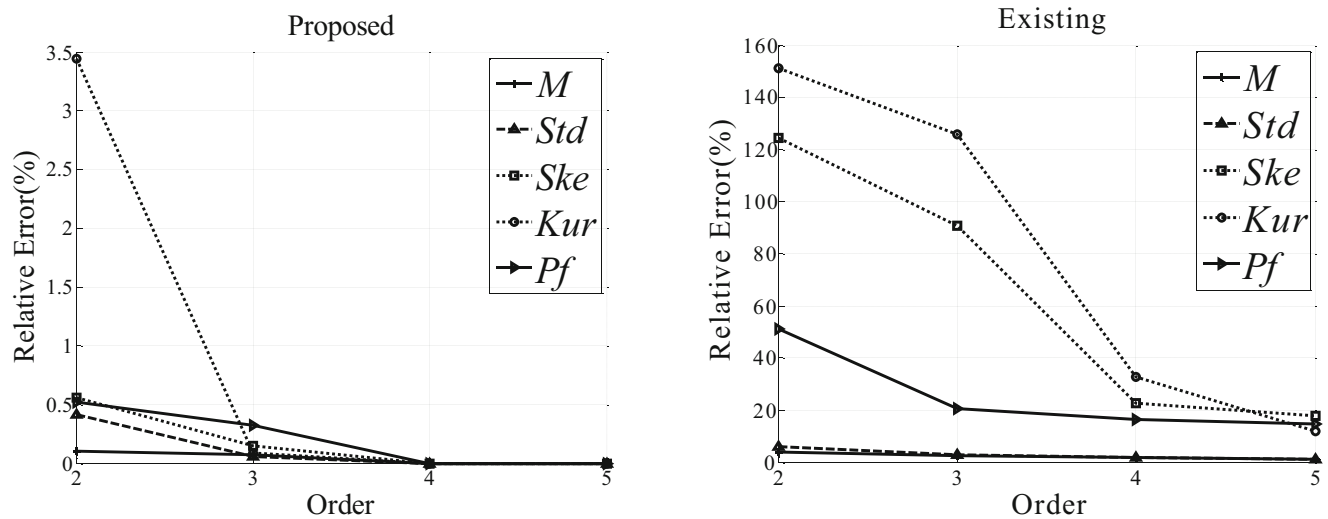 Proposed
3.5
3
2.5
2
1.5
1
0.5
0
2
3
4
5
Relative Error(%)
Order
M
Std
Ske
Kur
Pf
Existing
160
140
120
100
80
60
40
20
0
2
3
4
5
Relative Error(%)
Order
M
Std
Ske
Kur
Pf